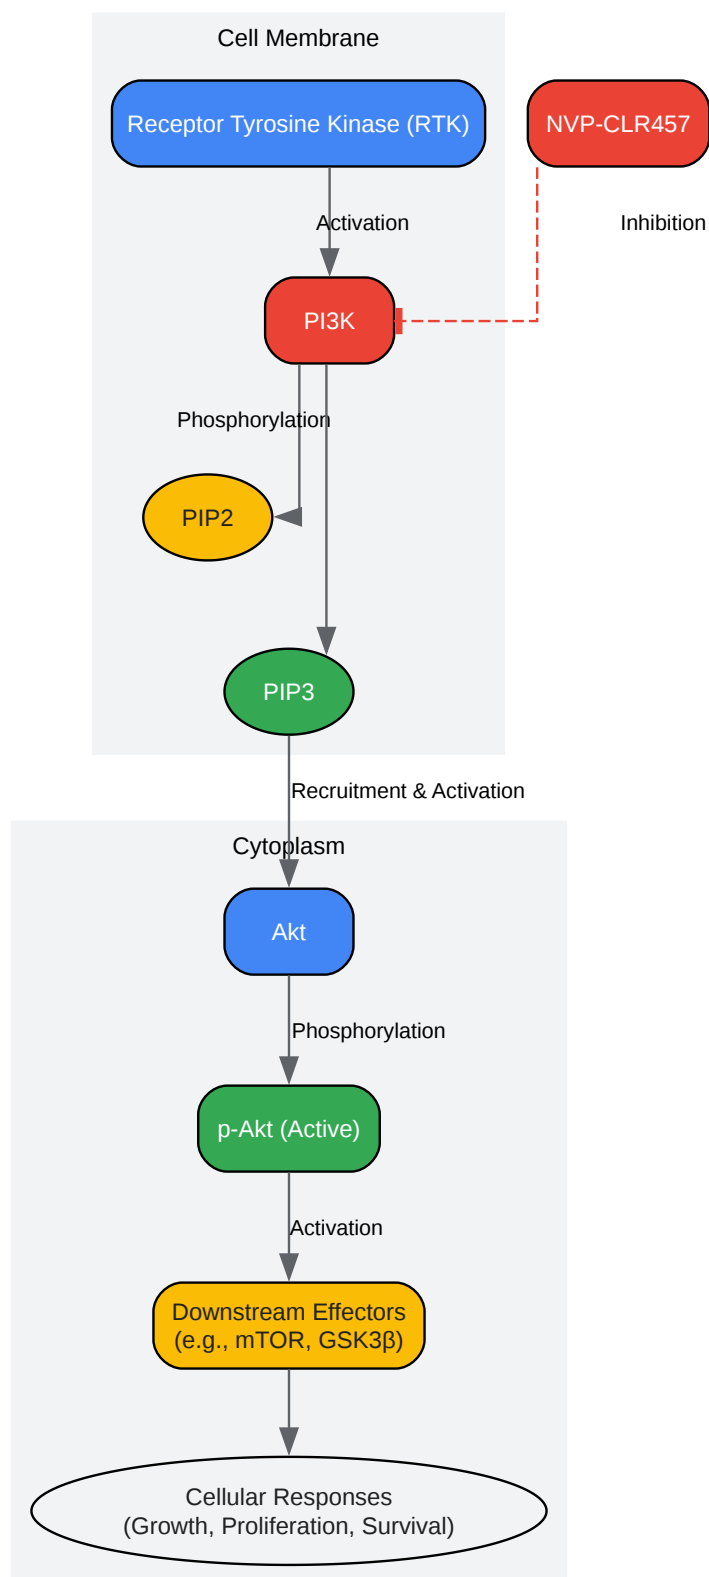 Cell Membrane
Receptor Tyrosine Kinase (RTK)
NVP-CLR457
Activation
Inhibition
PI3K
Phosphorylation
PIP2
PIP3
Recruitment & Activation
Cytoplasm
Akt
Phosphorylation
p-Akt (Active)
Activation
Downstream Effectors
(e.g., mTOR, GSK3β)
Cellular Responses
(Growth, Proliferation, Survival)